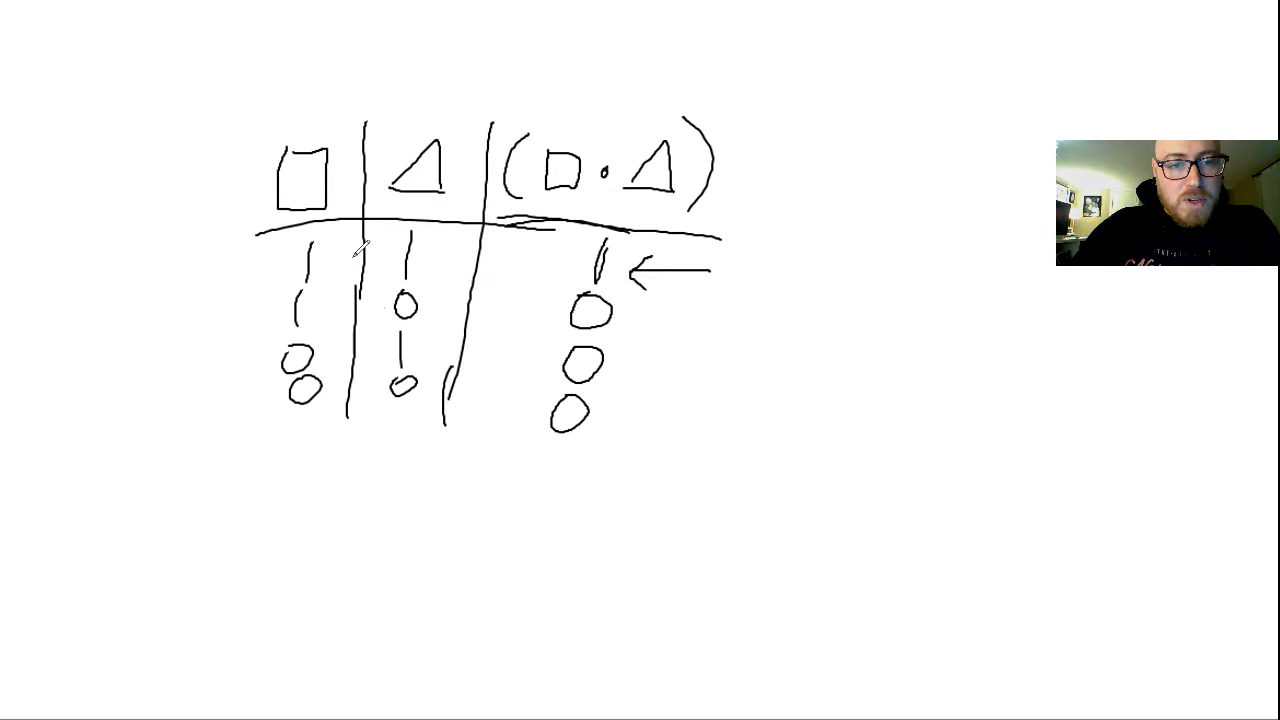 □ △ (□ · △)
1 1 1 ←
1 0 0
0 1 0
0 0 0